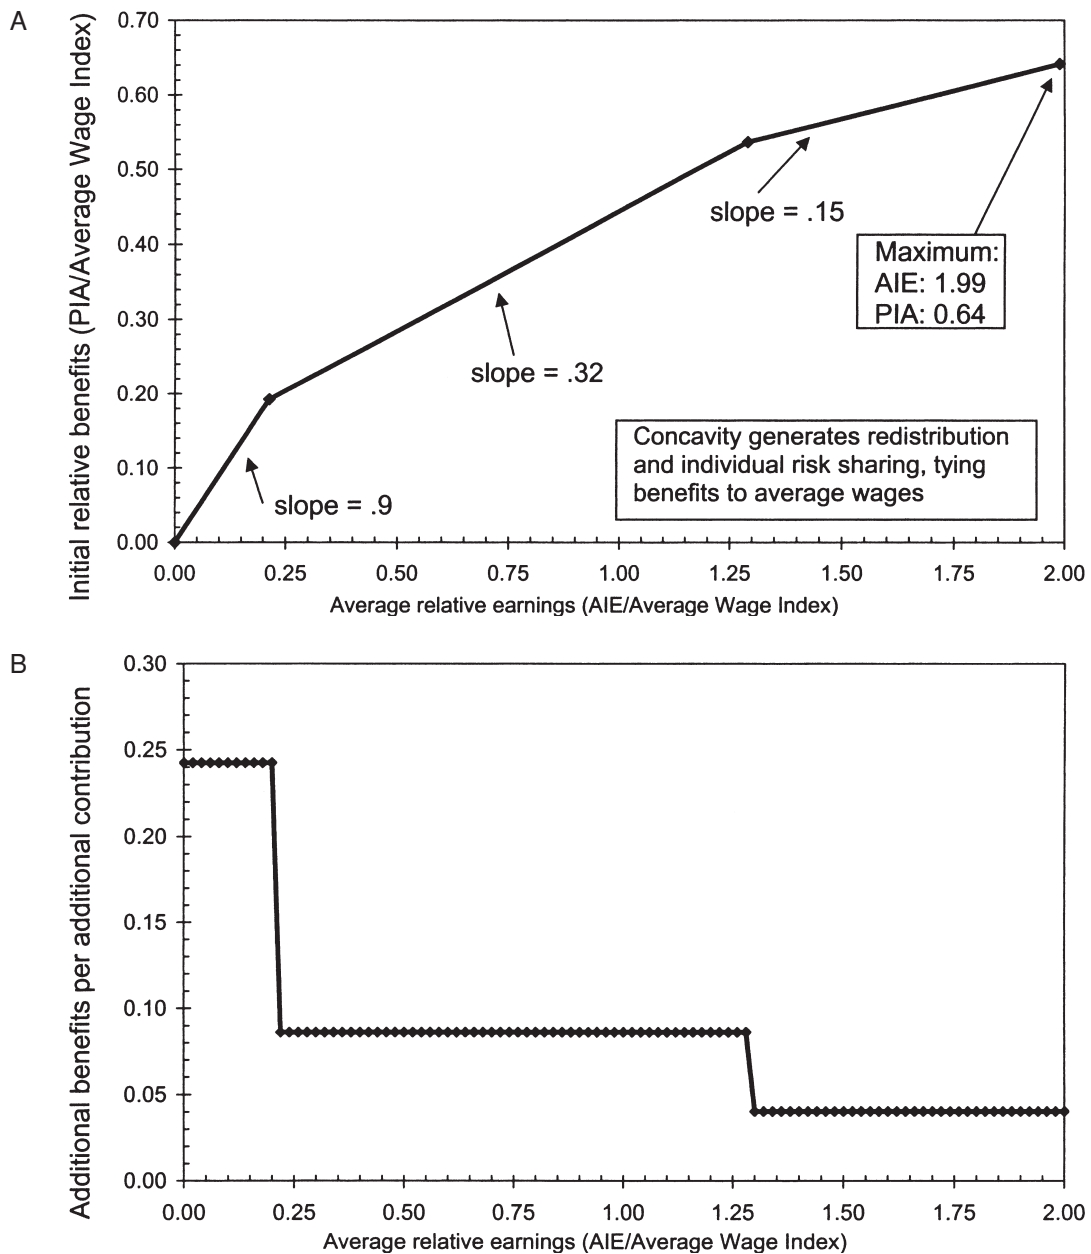 A
Initial relative benefits (PIA/Average Wage Index)
0.70
0.60
0.50
0.40
0.30
0.20
0.10
0.00
slope = .9
slope = .32
slope = .15
Maximum:
AIE: 1.99
PIA: 0.64
Concavity generates redistribution
and individual risk sharing, tying
benefits to average wages
0.00 0.25 0.50 0.75 1.00 1.25 1.50 1.75 2.00
Average relative earnings (AIE/Average Wage Index)
B
Additional benefits per additional contribution
0.30
0.25
0.20
0.15
0.10
0.05
0.00
0.00 0.25 0.50 0.75 1.00 1.25 1.50 1.75 2.00
Average relative earnings (AIE/Average Wage Index)